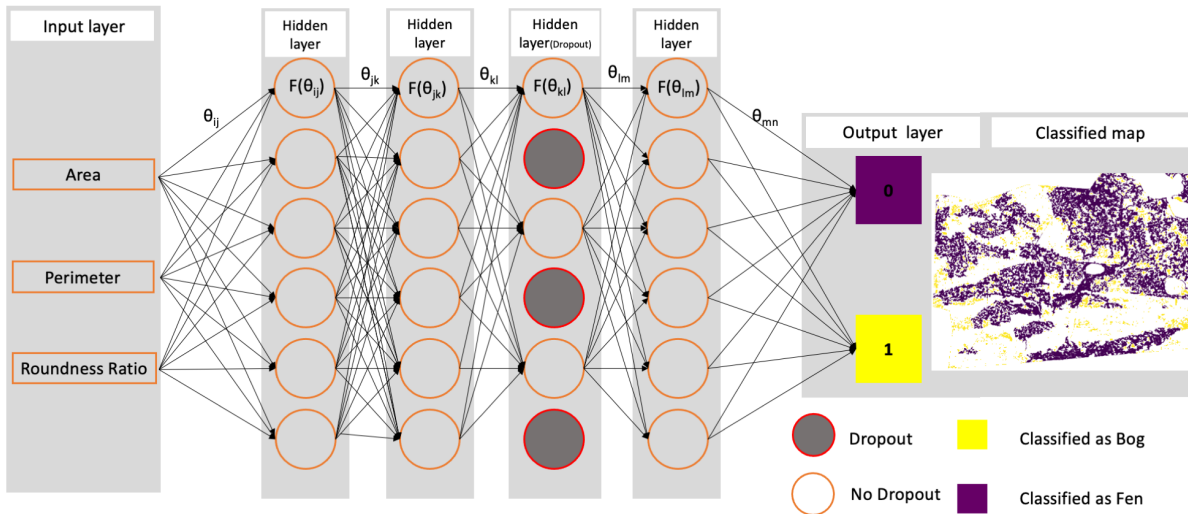 Input layer
Hidden
layer
Hidden
layer
Hidden
layer(Dropout)
Hidden
layer
θij
F(θij)
θjk
F(θjk)
θkl
F(θkl)
θlm
F(θlm)
θmn
Area
Perimeter
Roundness Ratio
Output layer
Classified map
0
1
Dropout
Classified as Bog
No Dropout
Classified as Fen